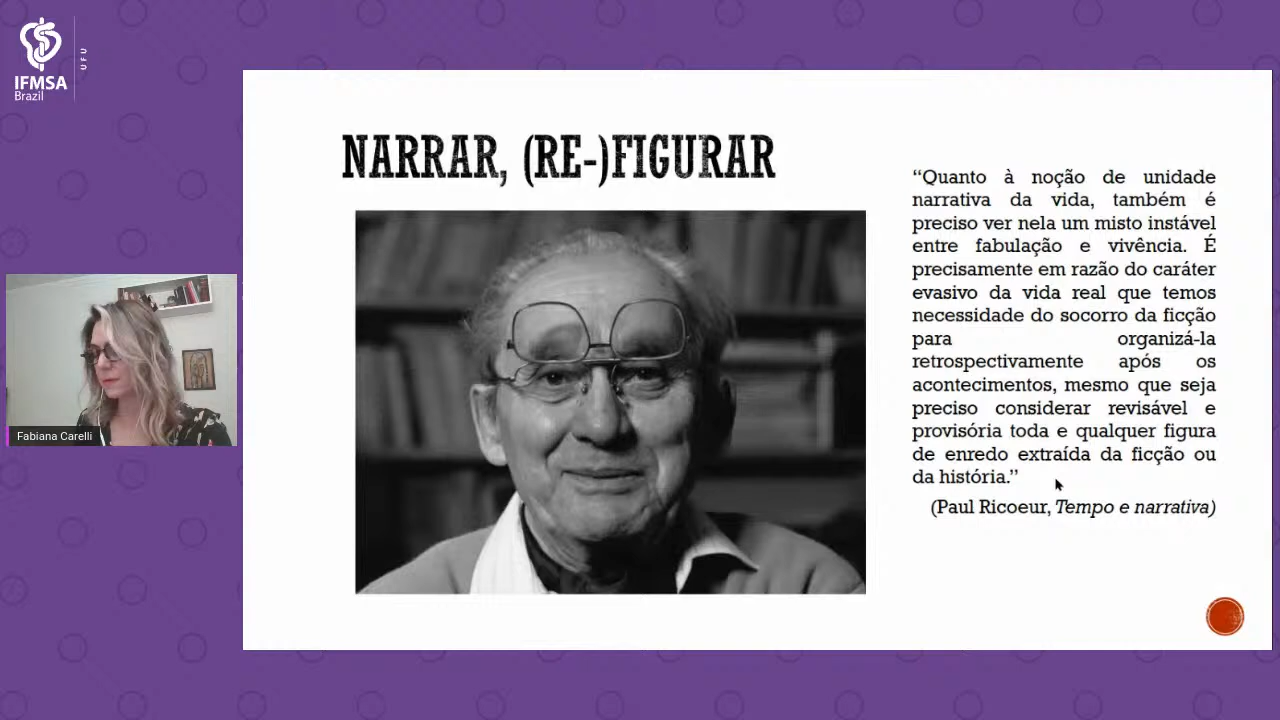 IFMSA
Brazil
UFU
NARRAR, (RE-)FIGURAR
“Quanto à noção de unidade
narrativa da vida, também é
preciso ver nela um misto instável
entre fabulação e vivência. É
precisamente em razão do caráter
evasivo da vida real que temos
necessidade do socorro da ficção
para organizá-la
retrospectivamente após os
acontecimentos, mesmo que seja
preciso considerar revisável e
provisória toda e qualquer figura
de enredo extraída da ficção ou
da história.”
(Paul Ricoeur, Tempo e narrativa)
Fabiana Carelli